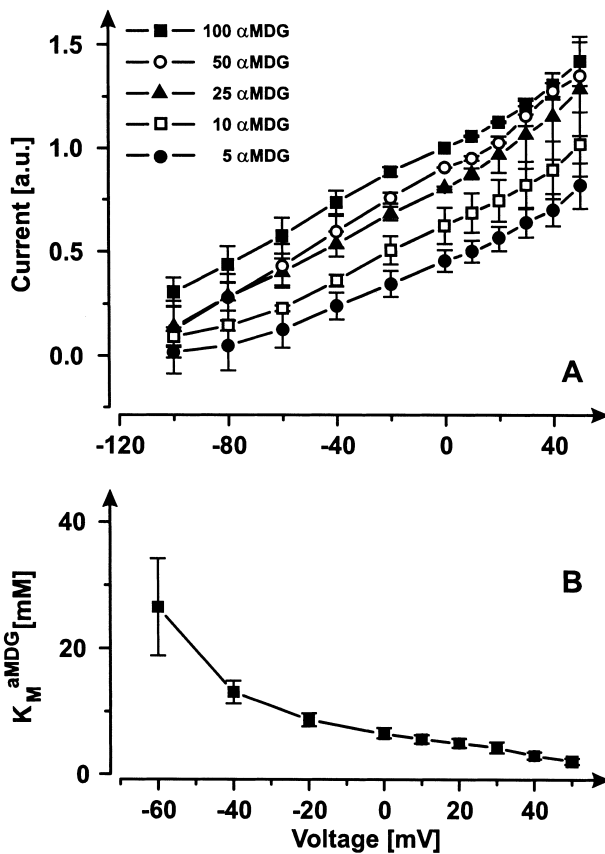 1.5
1.0
0.5
0.0
Current [a.u.]
100 αMDG
50 αMDG
25 αMDG
10 αMDG
5 αMDG
A
-120
-80
-40
0
40
40
20
0
K_M^aMDG [mM]
B
-60
-40
-20
0
20
40
Voltage [mV]